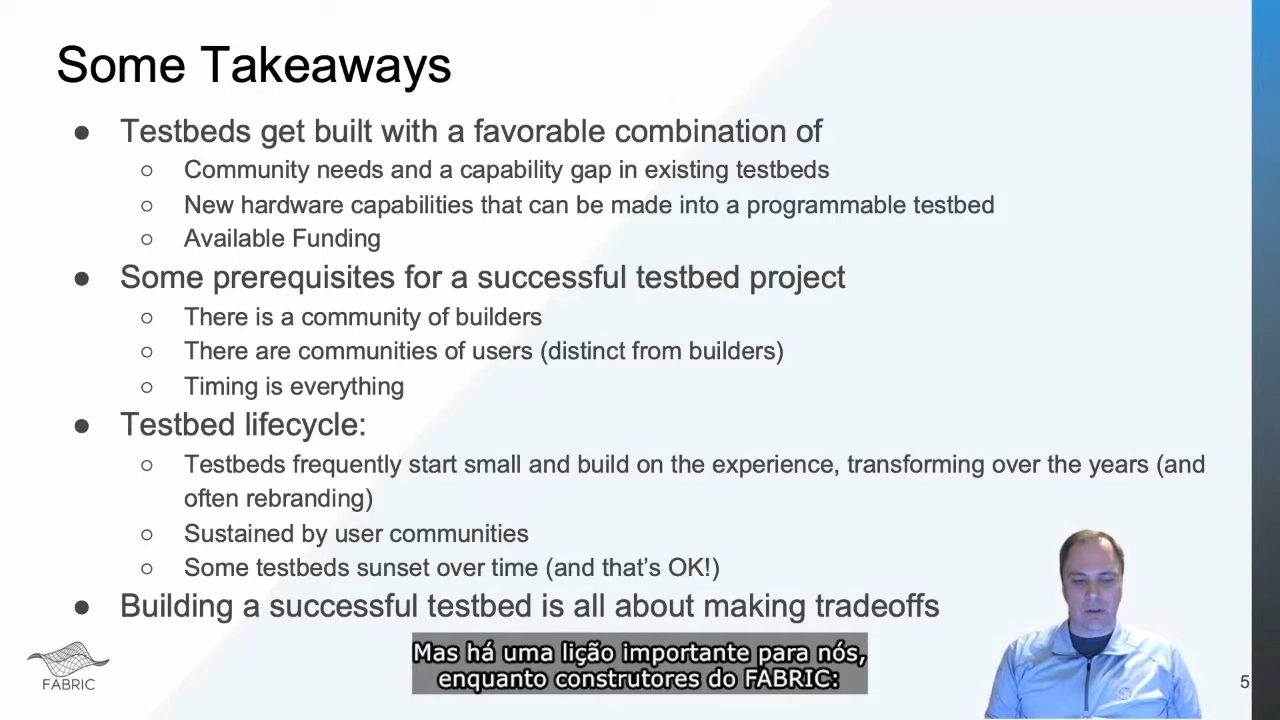 Some Takeaways
● Testbeds get built with a favorable combination of
○ Community needs and a capability gap in existing testbeds
○ New hardware capabilities that can be made into a programmable testbed
○ Available Funding
● Some prerequisites for a successful testbed project
○ There is a community of builders
○ There are communities of users (distinct from builders)
○ Timing is everything
● Testbed lifecycle:
○ Testbeds frequently start small and build on the experience, transforming over the years (and
often rebranding)
○ Sustained by user communities
○ Some testbeds sunset over time (and that's OK!)
● Building a successful testbed is all about making tradeoffs
Mas há uma lição importante para nós,
enquanto construtores do FABRIC:
FABRIC
5